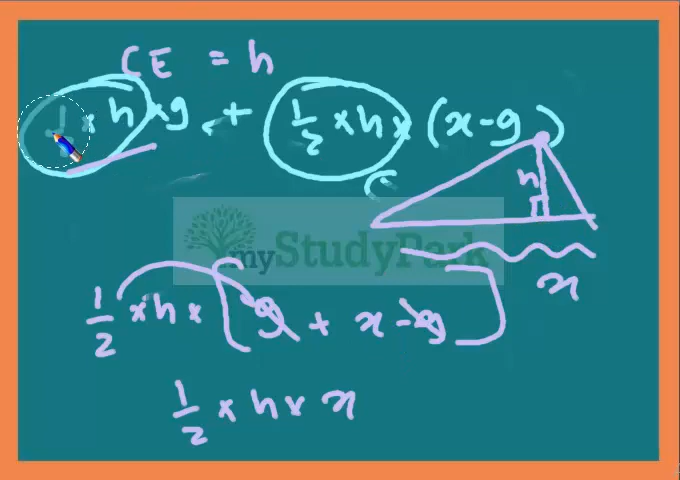 CE = h
1/2 × h × y + 1/2 × h × (x - y)
h
myStudyPark
x
1/2 × h × [y + x - y]
1/2 × h × x